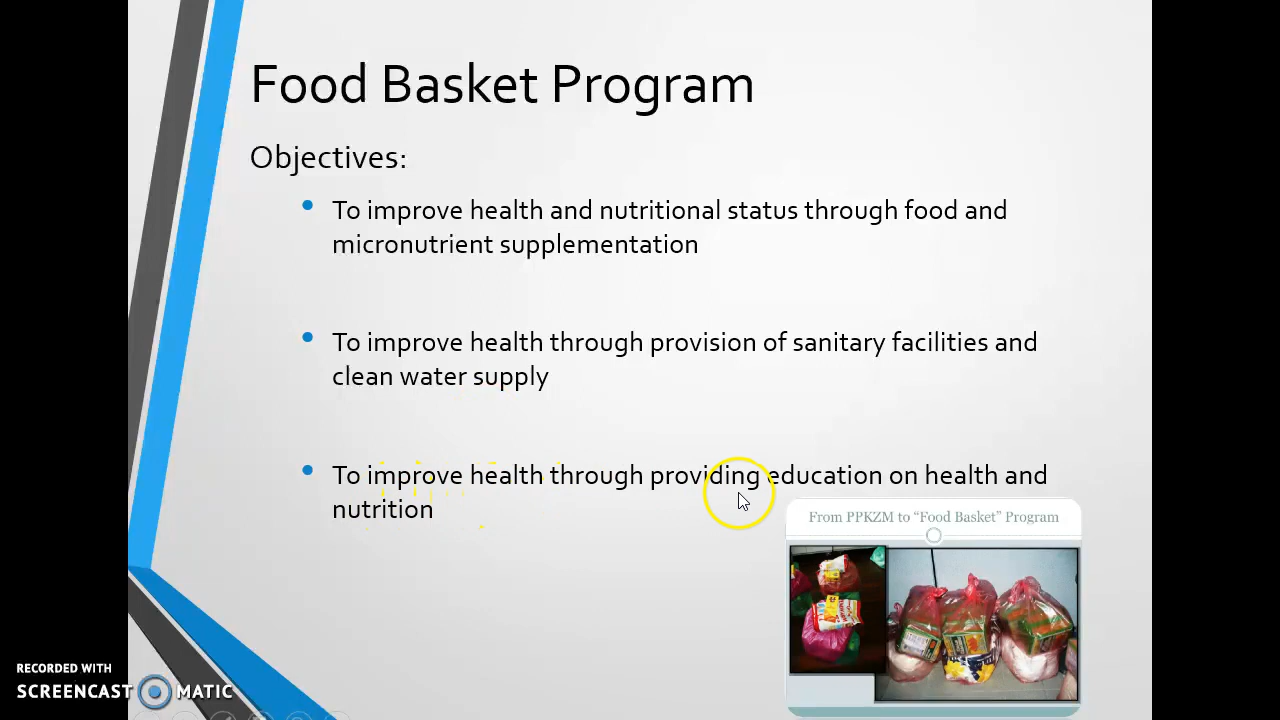 Food Basket Program
Objectives:
To improve health and nutritional status through food and
micronutrient supplementation
To improve health through provision of sanitary facilities and
clean water supply
To improve health through providing education on health and
nutrition
From PPKZM to “Food Basket” Program
RECORDED WITH
SCREENCAST MATIC